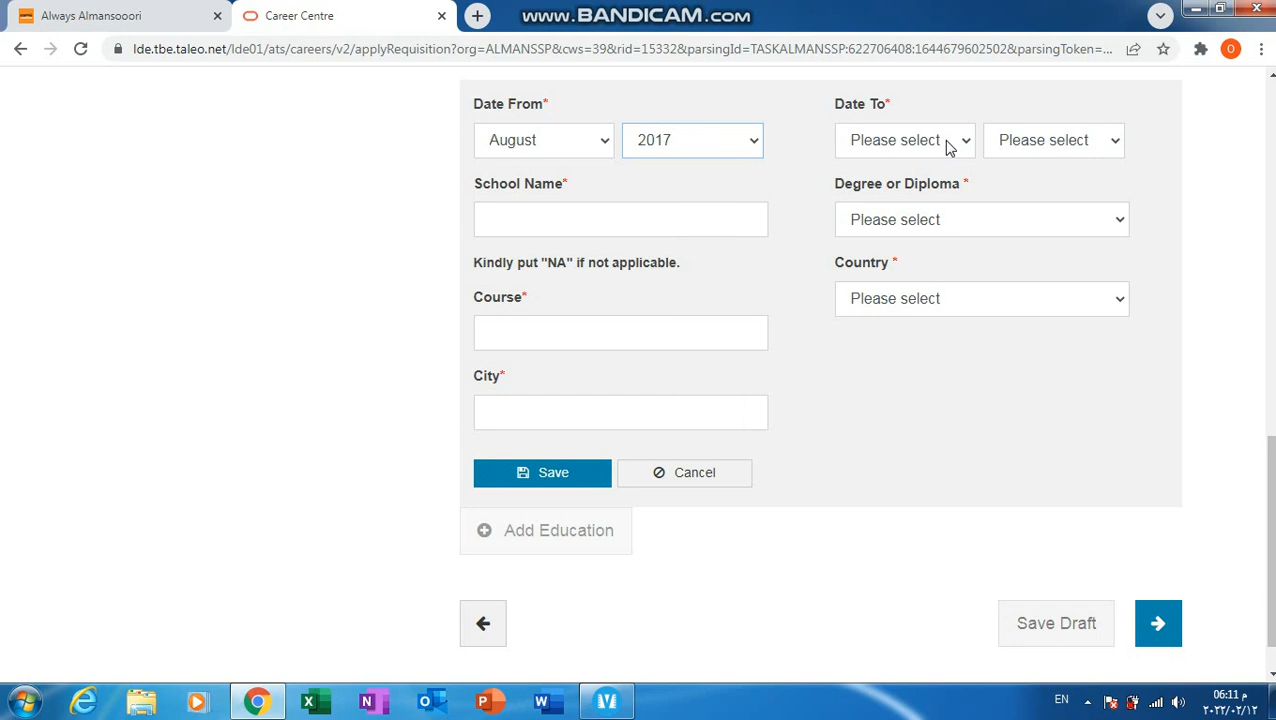 Always Almansooori
Career Centre
www.BANDICAM.com
lde.tbe.taleo.net/lde01/ats/careers/v2/applyRequisition?org=ALMANSSP&cws=39&rid=15332&parsingId=TASKALMANSSP:622706408:1644679602502&parsingToken=...
O
Date From*
Date To*
August
2017
Please select
Please select
School Name*
Degree or Diploma *
Please select
Kindly put "NA" if not applicable.
Country *
Course*
Please select
City*
Save
Cancel
Add Education
Save Draft
EN
06:11 م
٢٠٢٢/٠٢/١٢